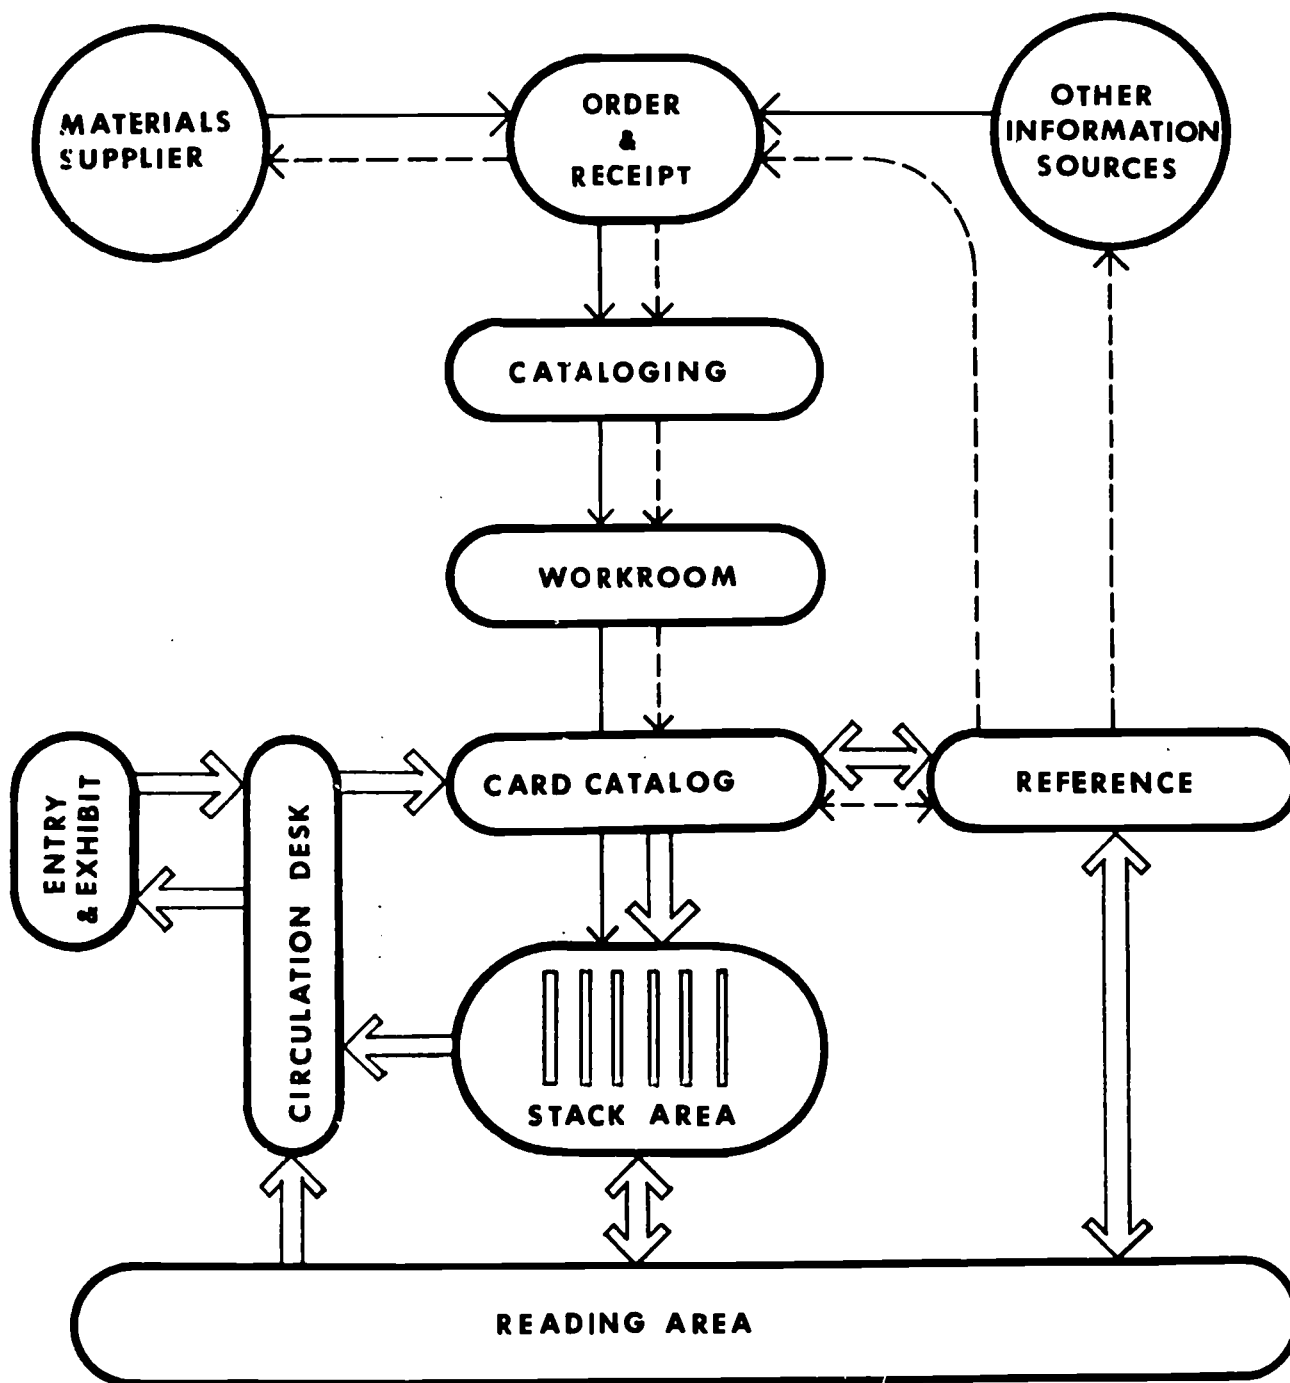 MATERIALS
SUPPLIER
ORDER
&
RECEIPT
OTHER
INFORMATION
SOURCES
CATALOGING
WORKROOM
CARD CATALOG
REFERENCE
ENTRY
& EXHIBIT
CIRCULATION DESK
STACK AREA
READING AREA